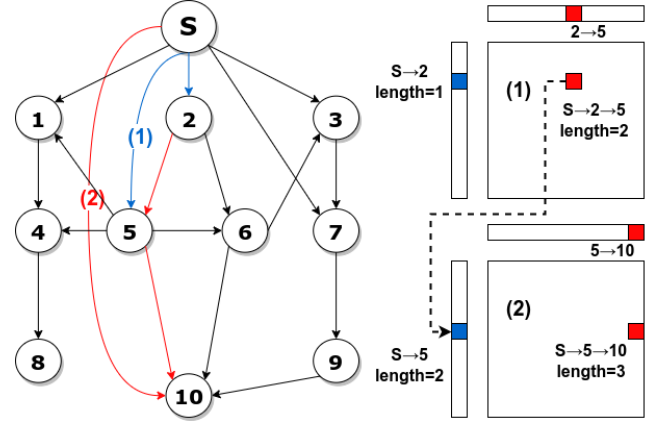 S
1
2
3
(1)
(2)
4
5
6
7
8
9
10
2→5
S→2
length=1
(1)
S→2→5
length=2
5→10
S→5
length=2
(2)
S→5→10
length=3